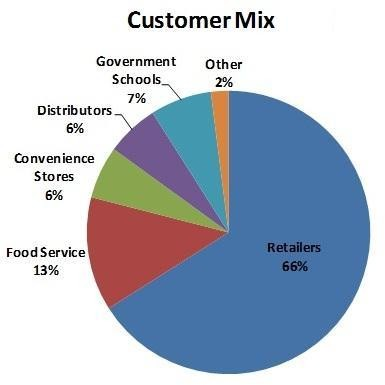 Customer Mix
Government
Schools
7%
Other
2%
Distributors
6%
Convenience
Stores
6%
Food Service
13%
Retailers
66%